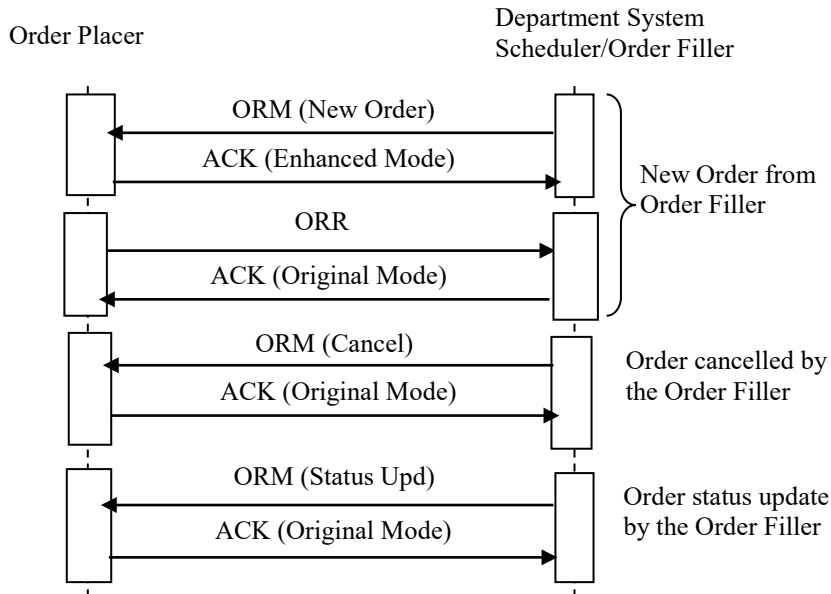 Order Placer
Department System
Scheduler/Order Filler
ORM (New Order)
ACK (Enhanced Mode)
New Order from
Order Filler
ORR
ACK (Original Mode)
ORM (Cancel)
ACK (Original Mode)
Order cancelled by
the Order Filler
ORM (Status Upd)
ACK (Original Mode)
Order status update
by the Order Filler